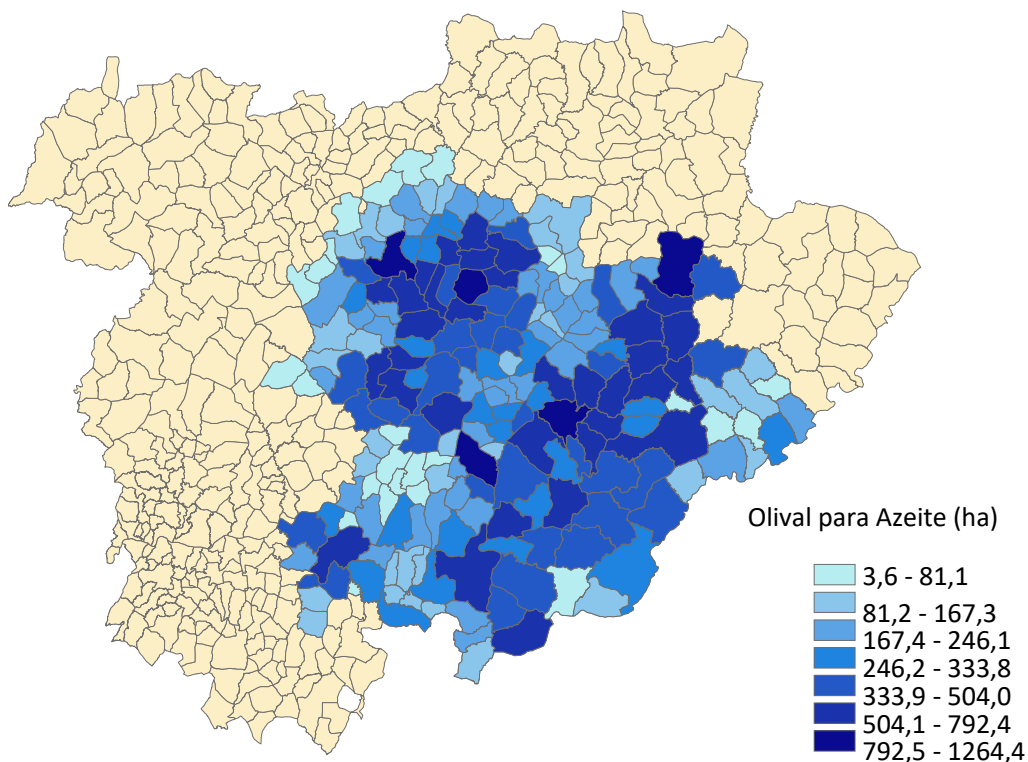 Olival para Azeite (ha)
3,6 - 81,1
81,2 - 167,3
167,4 - 246,1
246,2 - 333,8
333,9 - 504,0
504,1 - 792,4
792,5 - 1264,4